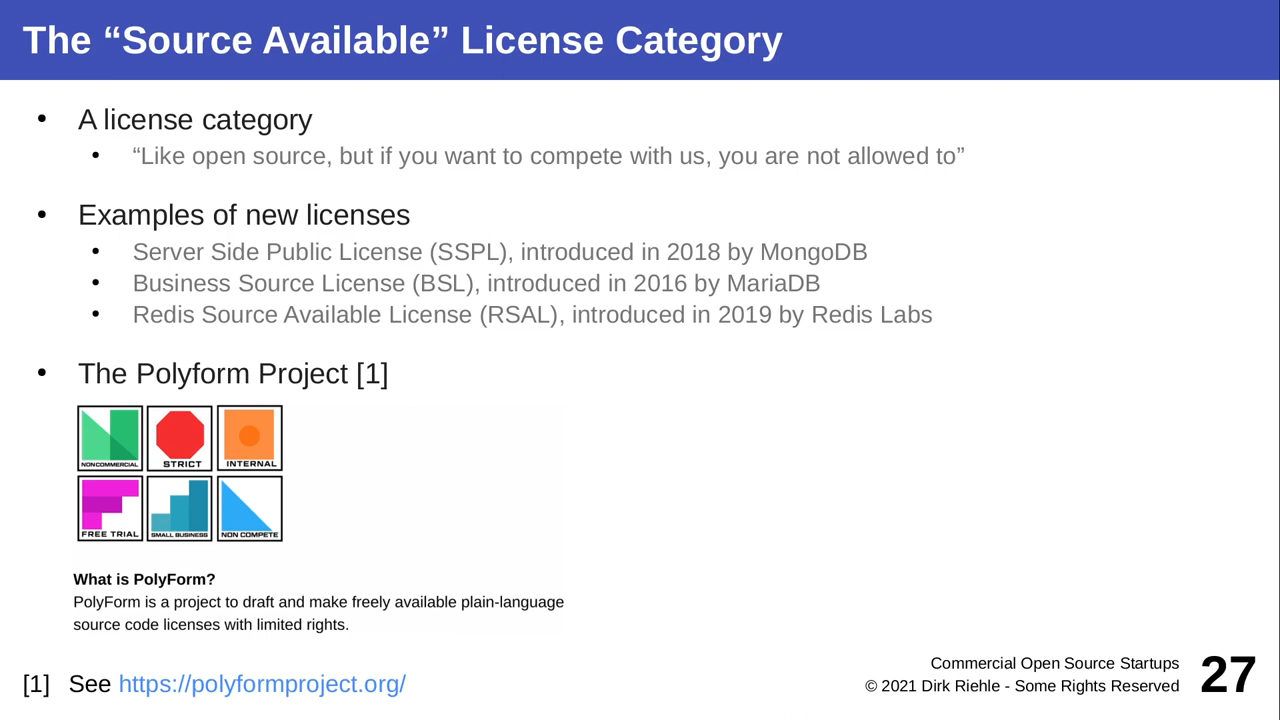 The “Source Available” License Category
• A license category
• “Like open source, but if you want to compete with us, you are not allowed to”
• Examples of new licenses
• Server Side Public License (SSPL), introduced in 2018 by MongoDB
• Business Source License (BSL), introduced in 2016 by MariaDB
• Redis Source Available License (RSAL), introduced in 2019 by Redis Labs
• The Polyform Project [1]
NONCOMMERCIAL STRICT INTERNAL
FREE TRIAL SMALL BUSINESS NON COMPETE
What is PolyForm?
PolyForm is a project to draft and make freely available plain-language
source code licenses with limited rights.
[1] See https://polyformproject.org/
Commercial Open Source Startups
© 2021 Dirk Riehle - Some Rights Reserved
27